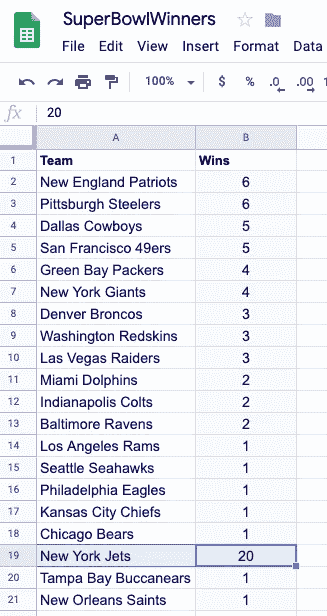 SuperBowlWinners
File Edit View Insert Format Data
100% $ % .0 .00
fx 20
A B
1 Team Wins
2 New England Patriots 6
3 Pittsburgh Steelers 6
4 Dallas Cowboys 5
5 San Francisco 49ers 5
6 Green Bay Packers 4
7 New York Giants 4
8 Denver Broncos 3
9 Washington Redskins 3
10 Las Vegas Raiders 3
11 Miami Dolphins 2
12 Indianapolis Colts 2
13 Baltimore Ravens 2
14 Los Angeles Rams 1
15 Seattle Seahawks 1
16 Philadelphia Eagles 1
17 Kansas City Chiefs 1
18 Chicago Bears 1
19 New York Jets 20
20 Tampa Bay Buccanears 1
21 New Orleans Saints 1